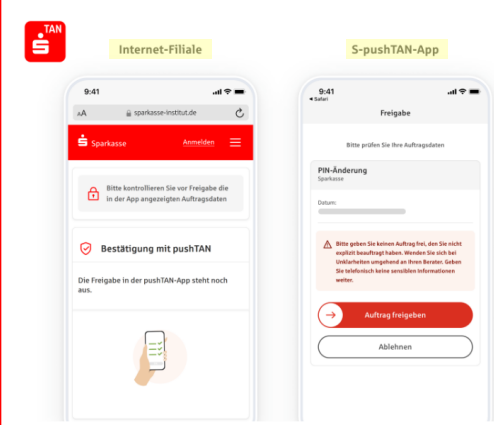 TAN
Internet-Filiale
S-pushTAN-App
9:41
AA
sparkasse-institut.de
Sparkasse
Anmelden
Bitte kontrollieren Sie vor Freigabe die
in der App angezeigten Auftragsdaten
Bestätigung mit pushTAN
Die Freigabe in der pushTAN-App steht noch
aus.
9:41
Safari
Freigabe
Bitte prüfen Sie Ihre Auftragsdaten
PIN-Änderung
Sparkasse
Datum:
Bitte geben Sie keinen Auftrag frei, den Sie nicht
explizit beauftragt haben. Wenden Sie sich bei
Unklarheiten umgehend an Ihren Berater. Geben
Sie telefonisch keine sensiblen Informationen
weiter.
Auftrag freigeben
Ablehnen